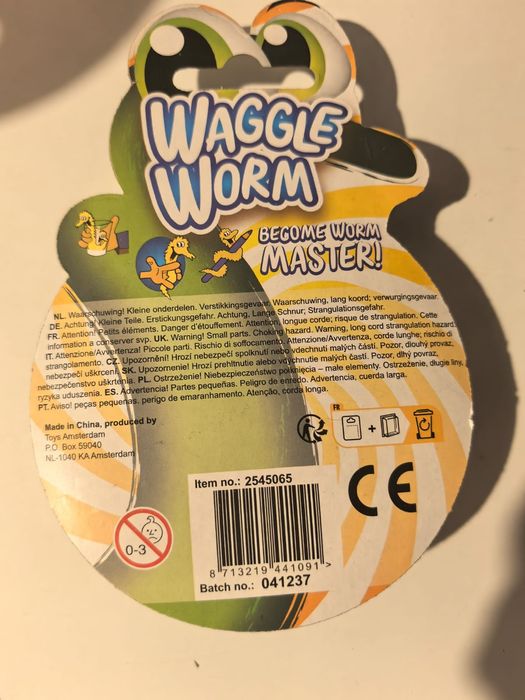 WAGGLE
WORM
BECOME WORM
MASTER!
NL. Waarschuwing! Kleine onderdelen. Verstikkingsgevaar. Waarschuwing, lang koord; verwurgingsgevaar.
DE. Achtung! Kleine Teile. Erstickungsgefahr. Achtung, Lange Schnur; Strangulationsgefahr.
FR. Attention! Petits éléments. Danger d'étouffement. Attention, longue corde; risque de strangulation. Cette
information a conserver svp. UK. Warning! Small parts. Choking hazard. Warning, long cord strangulation hazard.
IT. Attenzione/Avvertenza! Piccole parti. Rischio di soffocamento. Attenzione/Avvertenza, corde lunghe; rischio di
strangolamento. CZ. Upozornění! Hrozí nebezpečí spolknutí nebo vdechnutí malých částí. Pozor, dlouhý provaz,
nebezpečí uškrcení. SK. Upozornenie! Hrozí prehltnutie alebo vdýchnutie malých častí. Pozor, dlhý povraz,
nebezpečenstvo uškrtenia. PL. Ostrzeżenie! Niebezpieczeństwo połknięcia – małe elementy. Ostrzeżenie, długie liny,
ryzyka uduszenia. ES. Advertencia! Partes pequeñas. Peligro de enredo. Advertencia, cuerda larga.
PT. Aviso! peças pequenas. perigo de emaranhamento. Atenção, corda longa.
Made in China, produced by
Toys Amsterdam
P.O Box 59040
NL-1040 KA Amsterdam
FR
+
CE
0-3
Item no.: 2545065
8 713219 441091 >
Batch no.: 041237